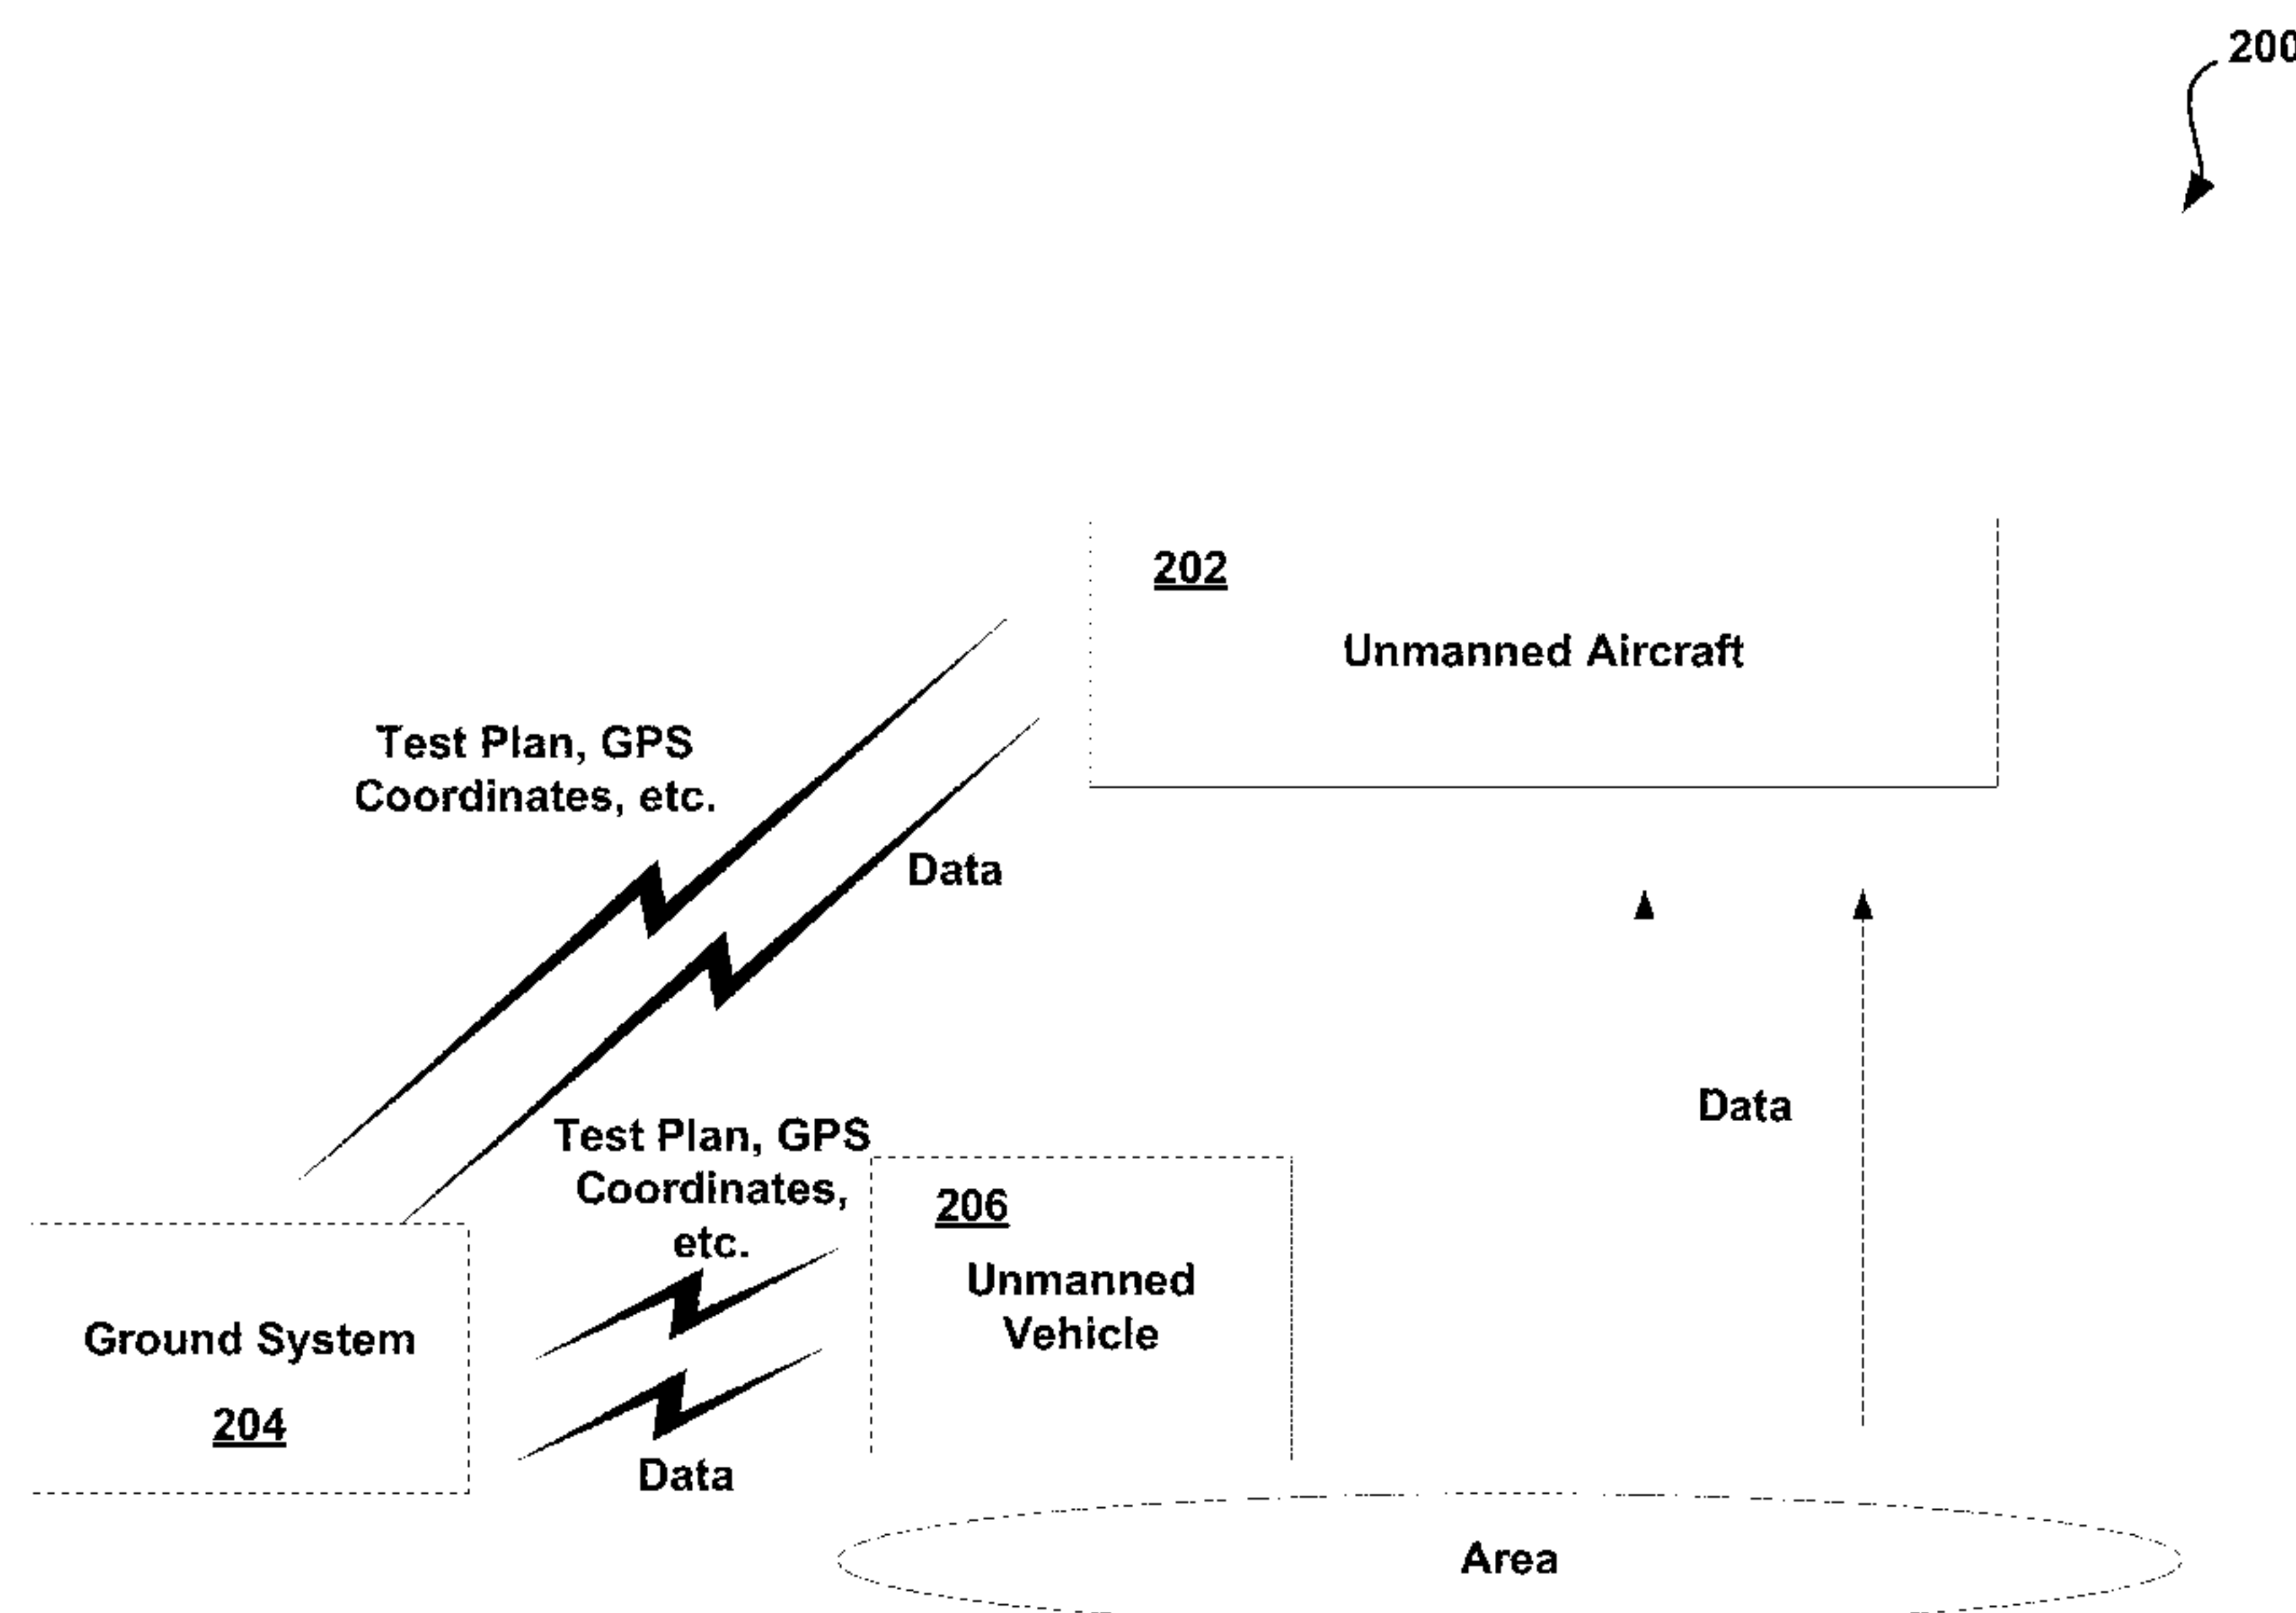 200
202
Unmanned Aircraft
Test Plan, GPS
Coordinates, etc.
Data
Data
Test Plan, GPS
Coordinates,
etc.
206
Unmanned
Vehicle
Ground System
204
Data
Area